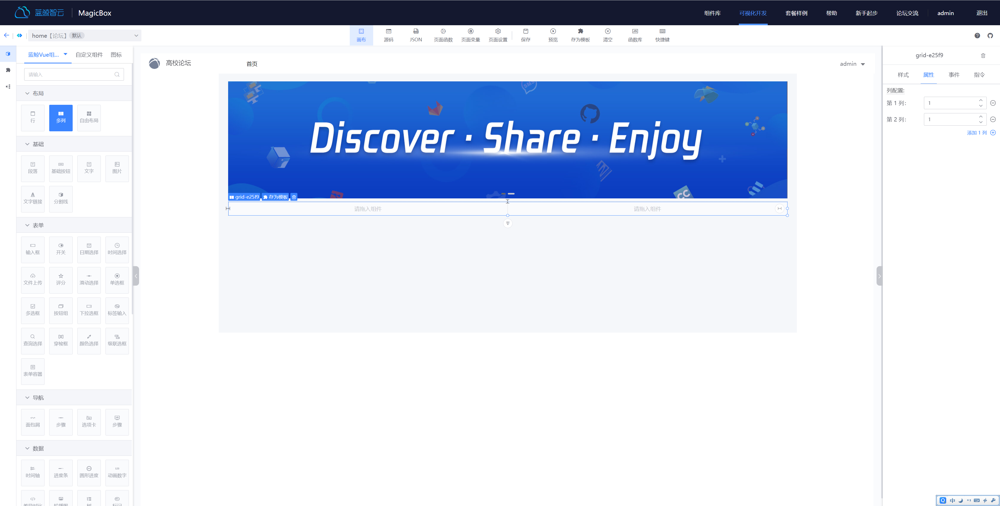 蓝鲸智云 MagicBox 组件库 可视化开发 套餐样例 帮助 新手起步 论坛交流 admin 退出
home【论坛】 默认 画布 源码 JSON 页面函数 页面变量 页面设置 保存 预览 存为模板 清空 函数库 快捷键
蓝鲸Vue组... 自定义组件 图标
请输入
布局
行 多列 自由布局
基础
段落 基础按钮 文字 图片
文字链接 分割线
表单
输入框 开关 日期选择 时间选择
文件上传 评分 滑动选择 单选框
多选框 按钮组 下拉选框 标签输入
查询选择 穿梭框 颜色选择 级联选框
表单容器
导航
面包屑 步骤 选项卡 步骤
数据
时间轴 进度条 圆形进度 动画数字
差异对比 轮播图 树 标记
高校论坛 首页 admin
SMS
Discover · Share · Enjoy
CC
grid-e25f9 存为模板
请拖入组件 请拖入组件
grid-e25f9
样式 属性 事件 指令
列配置:
第 1 列: 1
第 2 列: 1
添加 1 列
中